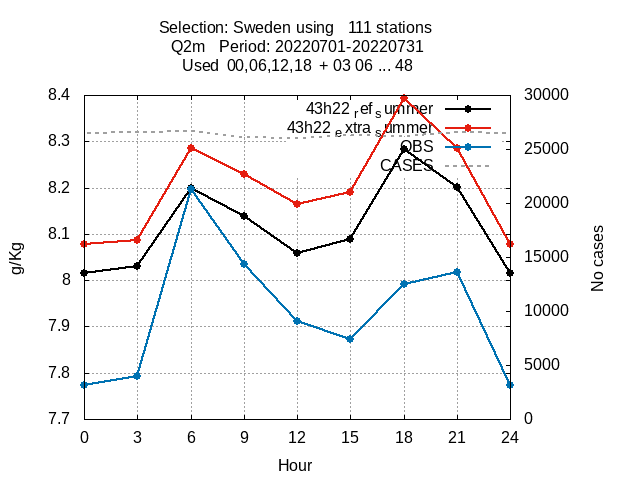 Selection: Sweden using 111 stations
Q2m Period: 20220701-20220731
Used 00,06,12,18 + 03 06 ... 48
8.4
8.3
8.2
8.1
8
7.9
7.8
7.7
g/Kg
43h22refsummer
43h22extrasummer
OBS
CASES
30000
25000
20000
15000
10000
5000
0
No cases
0 3 6 9 12 15 18 21 24
Hour